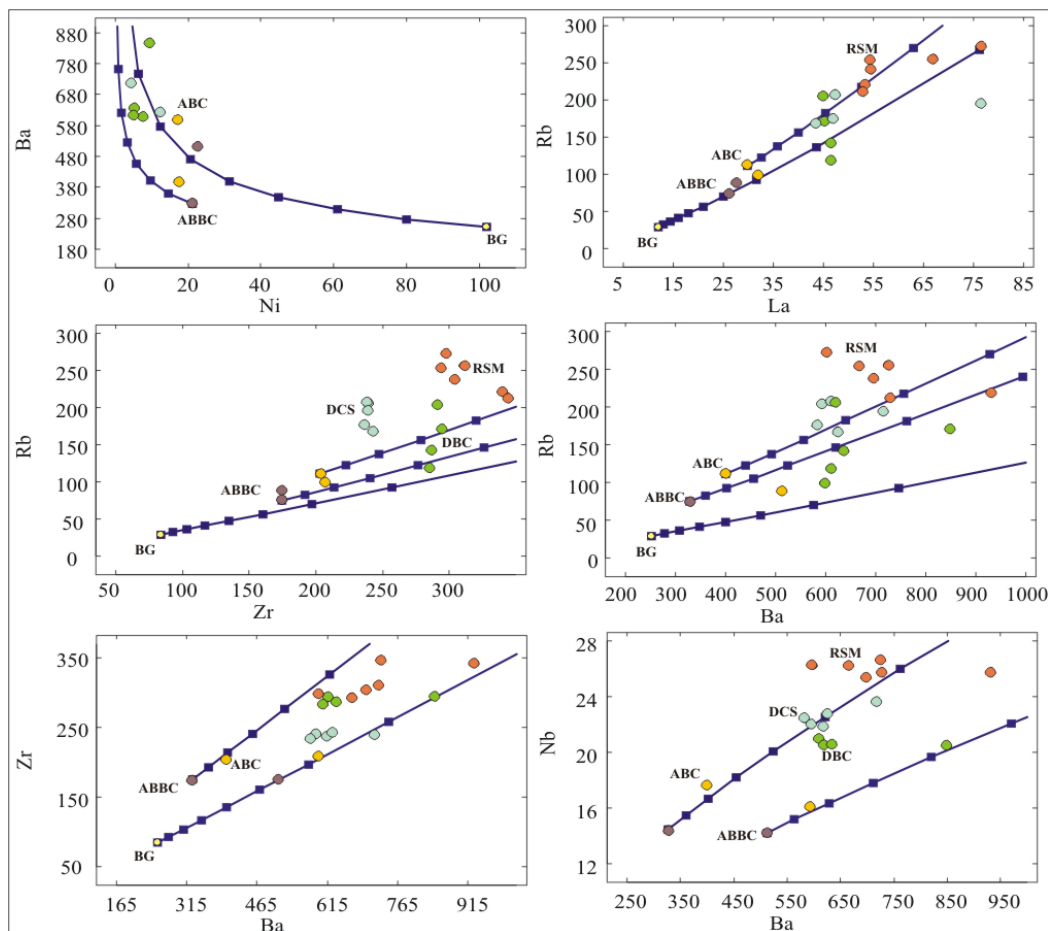 Ba
880
780
680
580
480
380
280
180
ABC
ABBC
BG
0 20 40 60 80 100
Ni
Rb
300
250
200
150
100
50
0
RSM
ABC
ABBC
BG
5 15 25 35 45 55 65 75 85
La
Rb
300
250
200
150
100
50
0
RSM
DCS
DBC
ABBC
BG
50 100 150 200 250 300
Zr
Rb
300
250
200
150
100
50
0
RSM
ABC
ABBC
BG
200 300 400 500 600 700 800 900 1000
Ba
Zr
350
250
150
50
ABBC
ABC
BG
165 315 465 615 765 915
Ba
Nb
28
24
20
16
12
RSM
DCS
DBC
ABC
ABBC
250 350 450 550 650 750 850 950
Ba